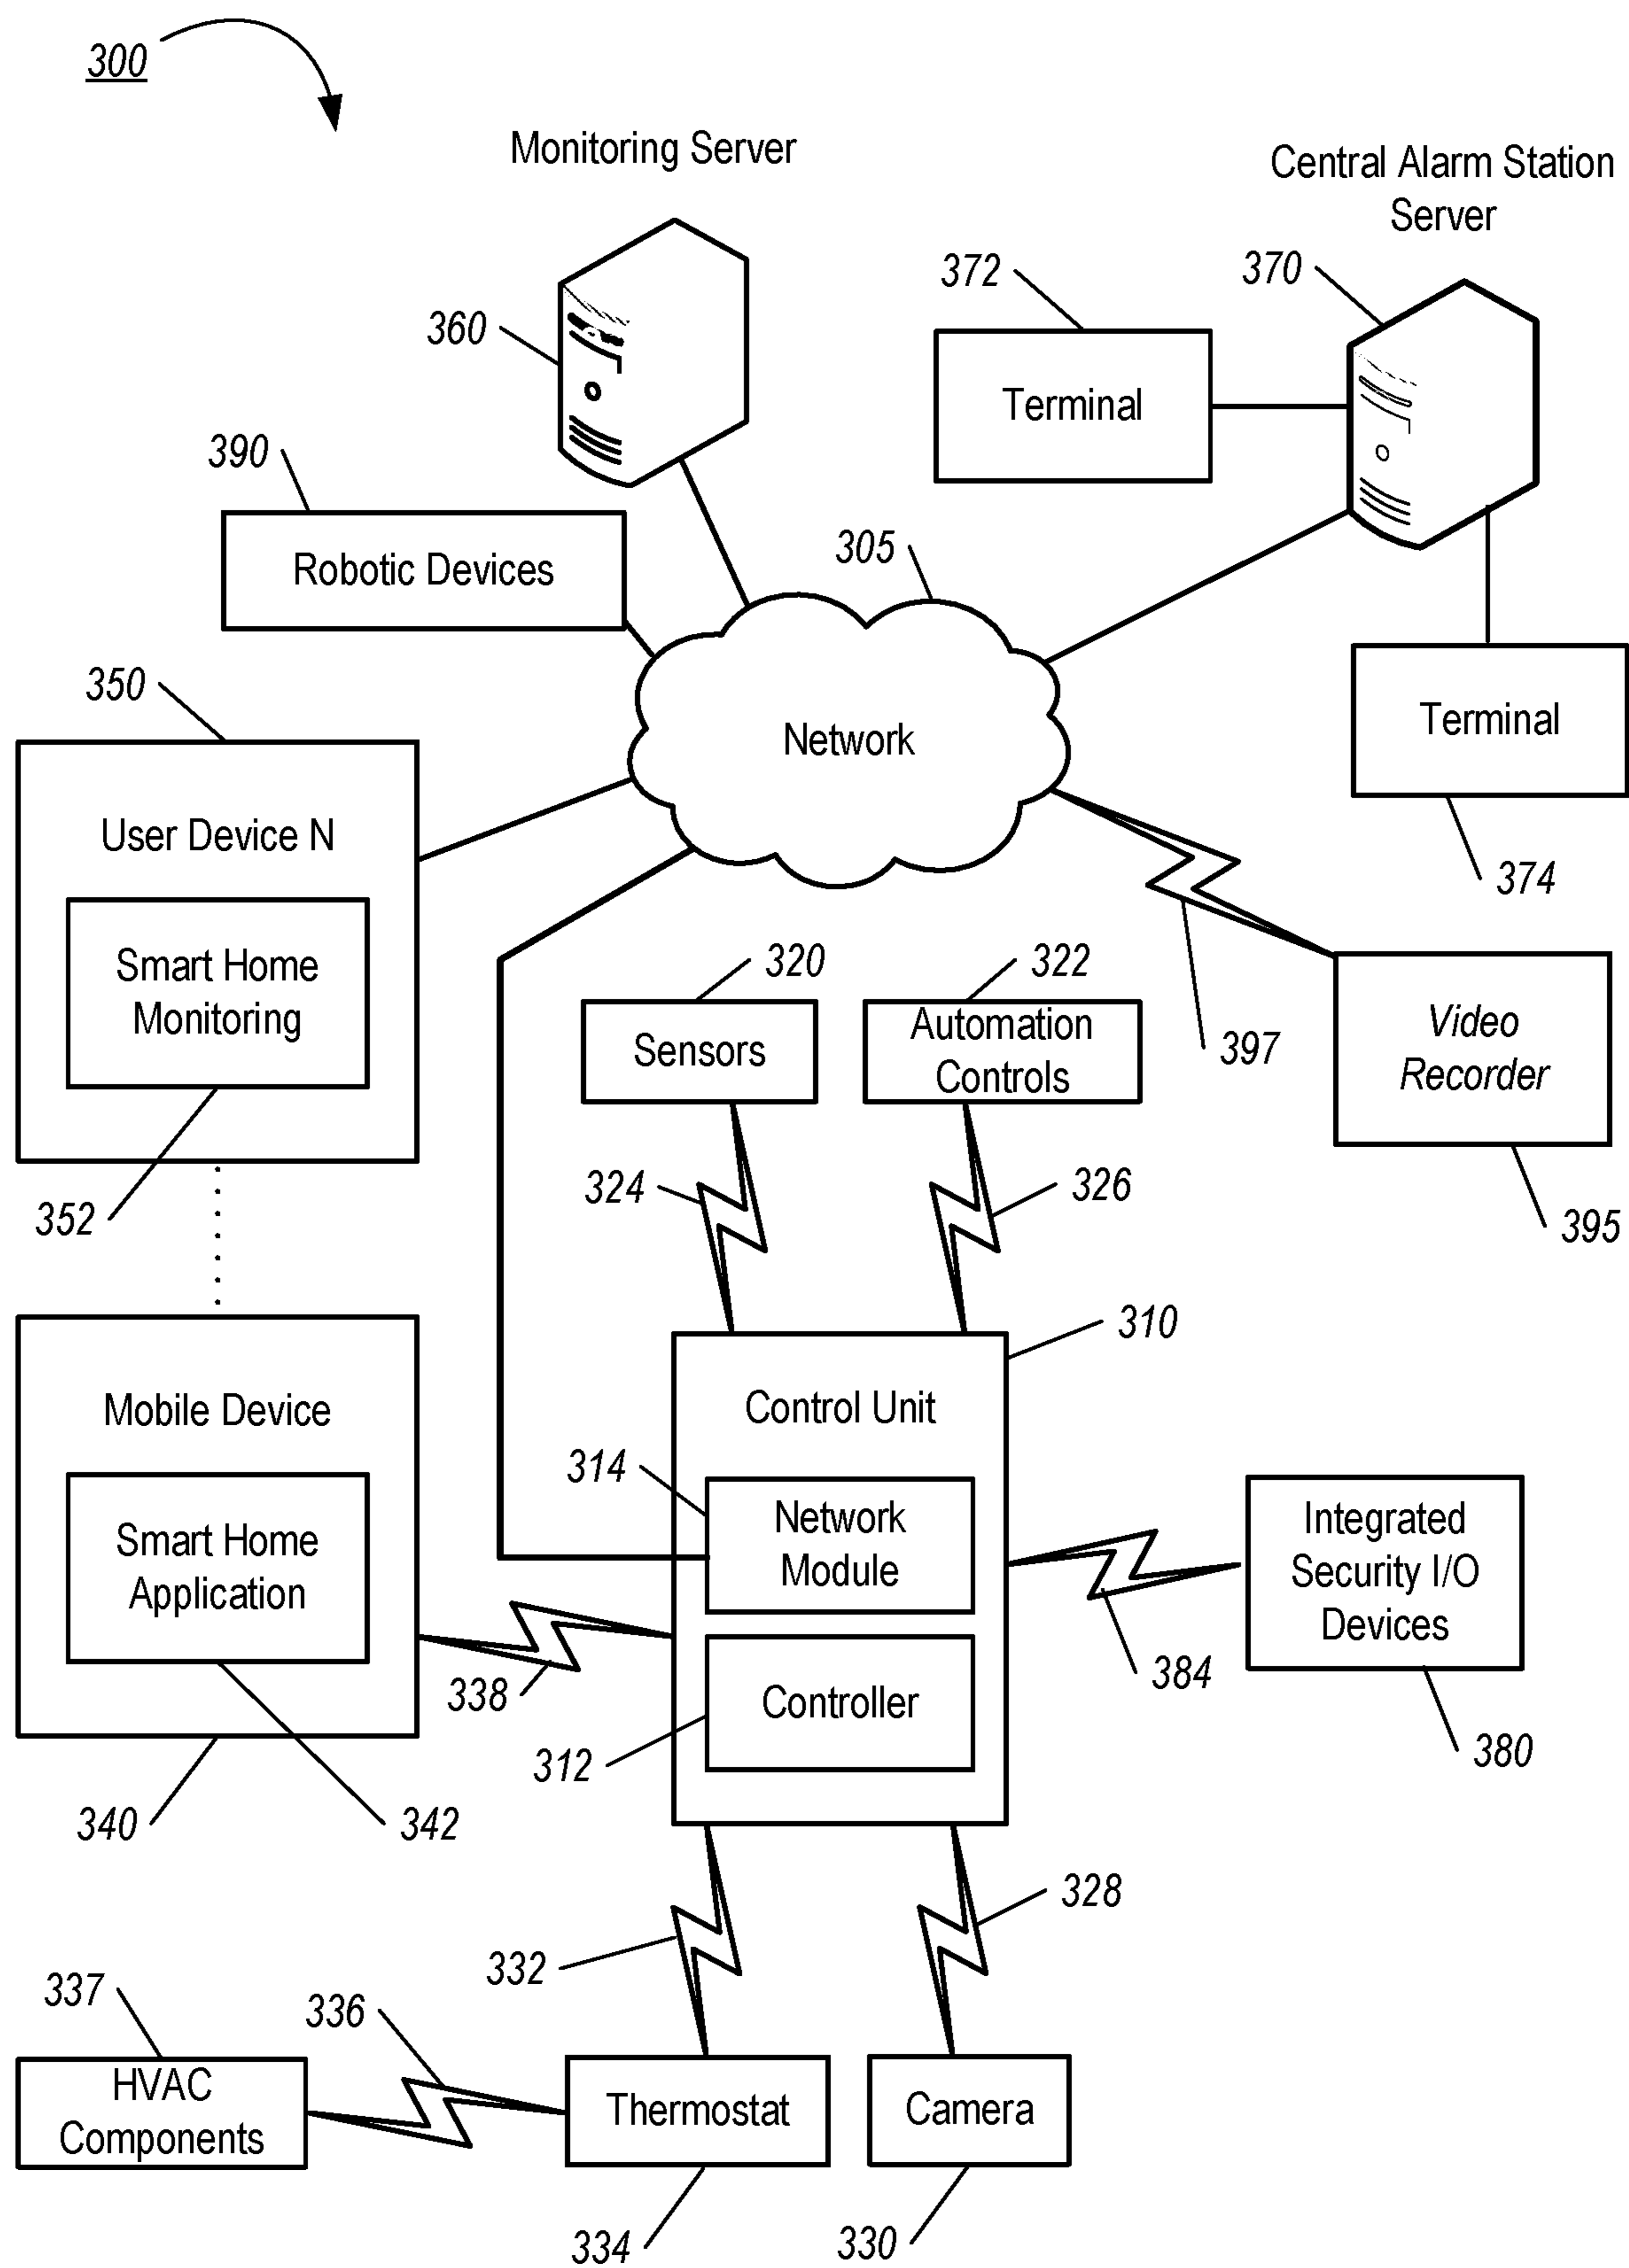 300
Monitoring Server
Central Alarm Station
Server
372
370
360
Terminal
390
305
Robotic Devices
350
Terminal
Network
User Device N
374
Smart Home
Monitoring
320
322
Sensors
Automation
Controls
397
Video
Recorder
324
326
352
395
310
Mobile Device
Control Unit
314
Network
Module
Smart Home
Application
Integrated
Security I/O
Devices
384
338
Controller
312
380
340
342
328
332
337
336
HVAC
Components
Thermostat
Camera
334
330